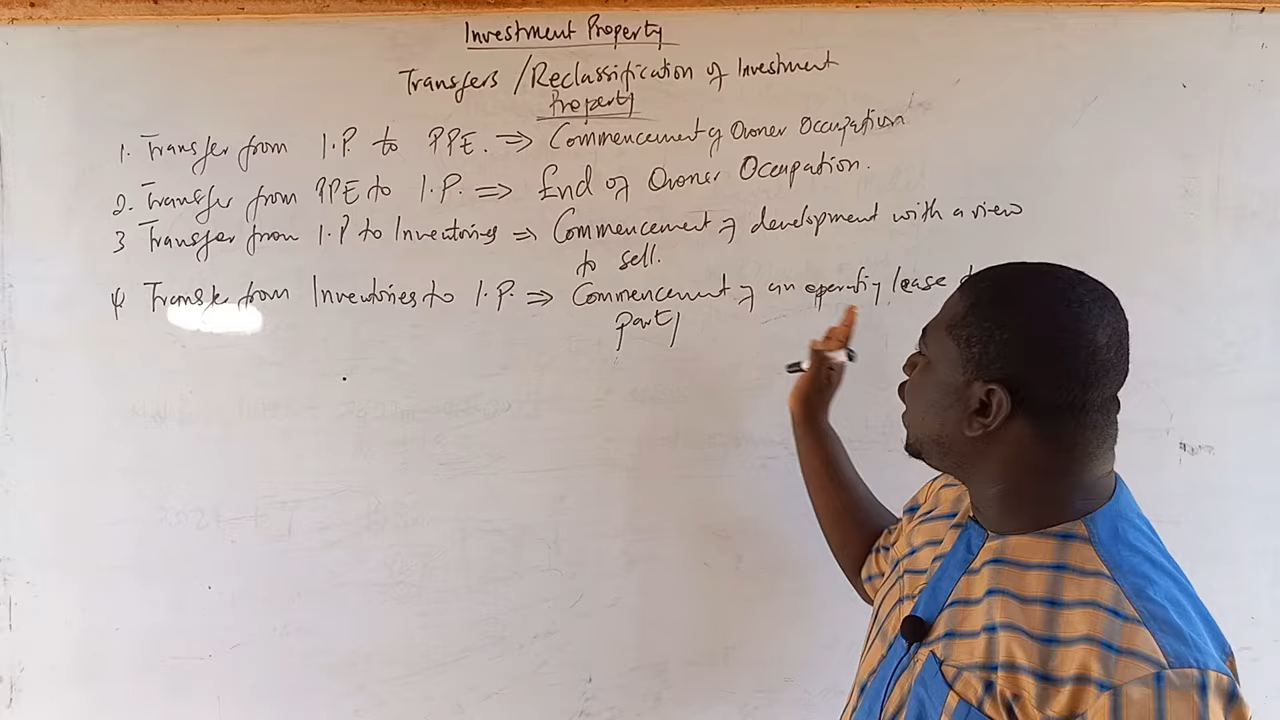 Investment Property
Transfers / Reclassification of Investment
Property
1. Transfer from I.P to PPE. => Commencement of Owner Occupation
2. Transfer from PPE to I.P. => End of Owner Occupation.
3 Transfer from I.P to Inventories => Commencement of development with a view
to sell.
4 Transfer from Inventories to I.P. => Commencement of an operating lease
party